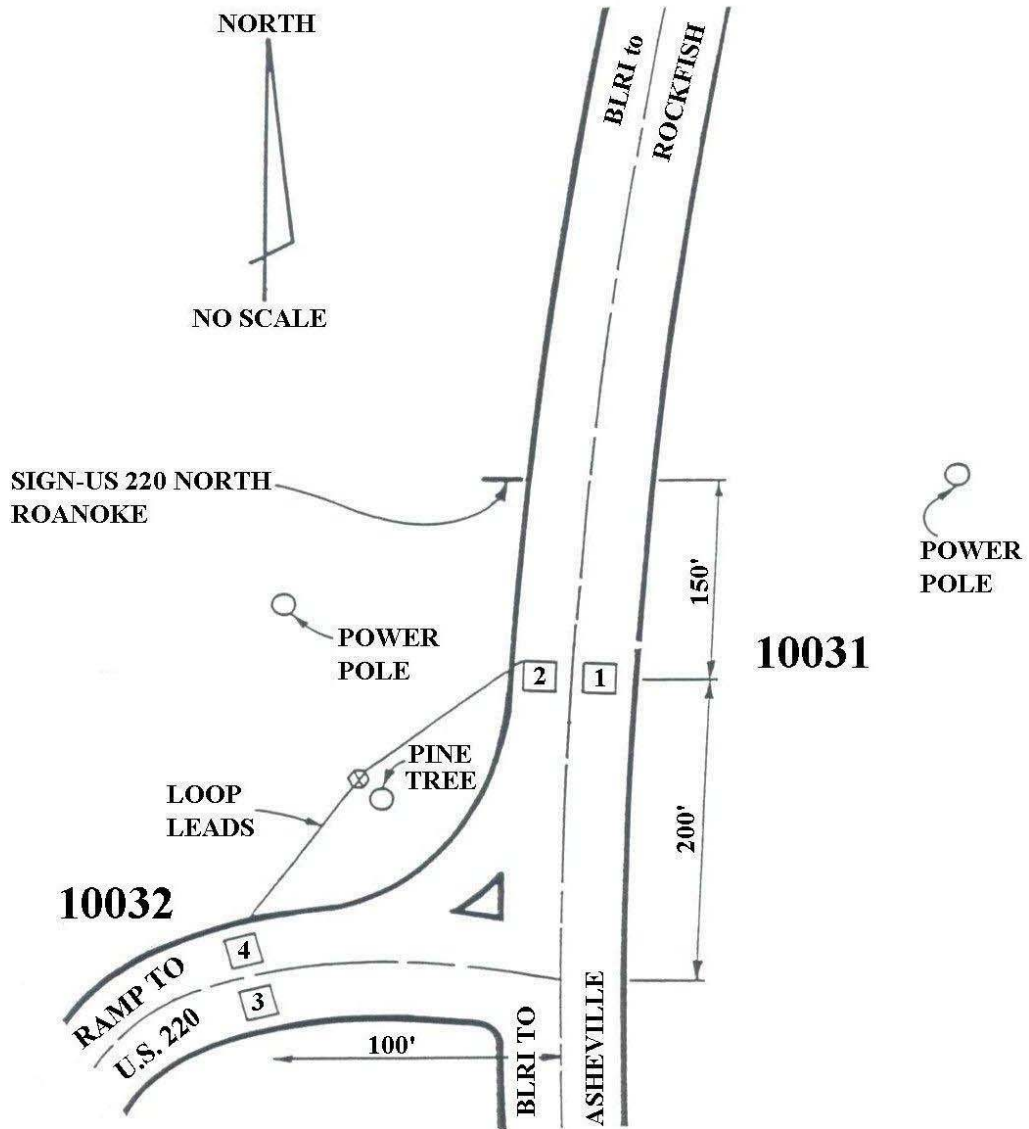 NORTH
BLRI to
ROCKFISH
NO SCALE
SIGN-US 220 NORTH
ROANOKE
POWER
POLE
150'
POWER
POLE
10031
2
1
PINE
TREE
LOOP
LEADS
200'
10032
4
3
RAMP TO
U.S. 220
100'
BLRI TO
ASHEVILLE